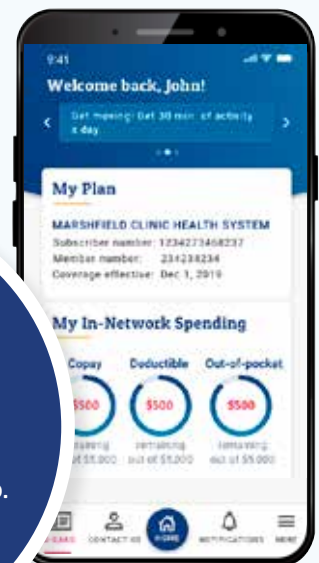 9:41
Welcome back, John!
Get moving! Get 30 min. of activity
a day.
My Plan
MARSHFIELD CLINIC HEALTH SYSTEM
Subscriber number: 1234273468237
Member number: 234234234
Coverage effective: Dec 1, 2019
My In-Network Spending
Copay Deductible Out-of-pocket
$500 $500 $500
remaining remaining
of $5,000 out of $5,000 out of $5,000
CONTACT US HOME NOTIFICATIONS MORE